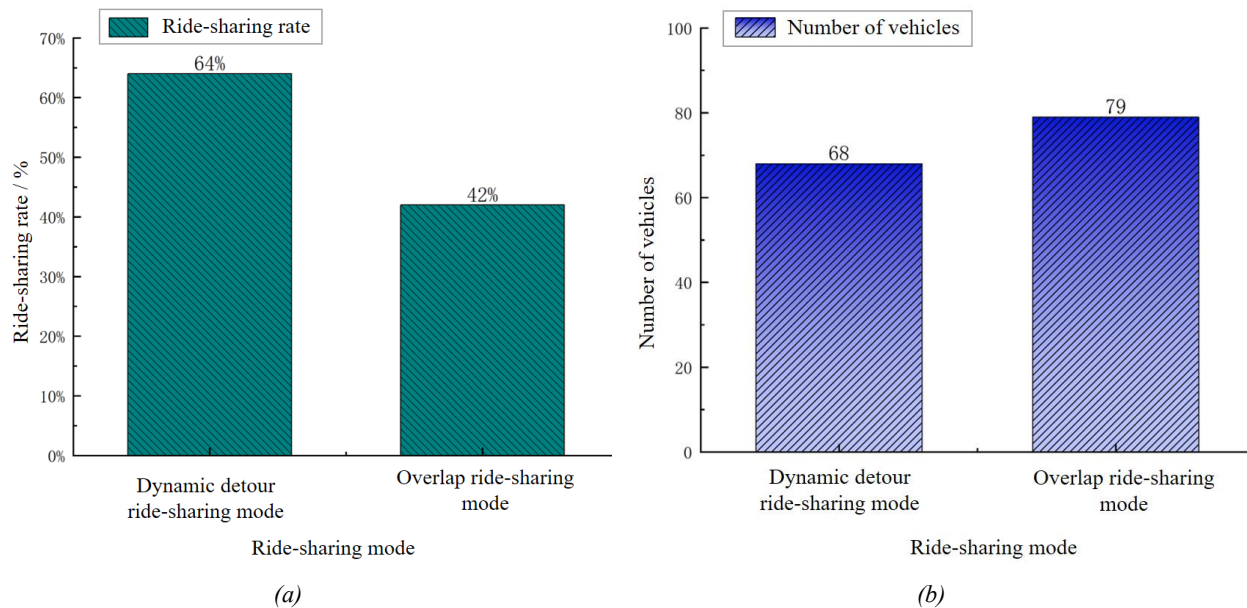 Ride-sharing rate
70%
60%
50%
40%
30%
20%
10%
0%
Ride-sharing rate / %
64%
42%
Dynamic detour
ride-sharing mode
Overlap ride-sharing
mode
Ride-sharing mode
(a)
Number of vehicles
100
80
60
40
20
0
Number of vehicles
68
79
Dynamic detour
ride-sharing mode
Overlap ride-sharing
mode
Ride-sharing mode
(b)